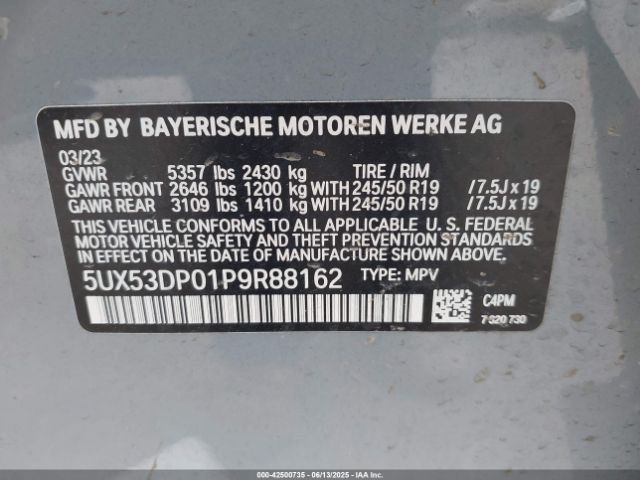 MFD BY BAYERISCHE MOTOREN WERKE AG
03/23
GVWR 5357 lbs 2430 kg TIRE / RIM
GAWR FRONT 2646 lbs 1200 kg WITH 245/50 R19 /7.5J x 19
GAWR REAR 3109 lbs 1410 kg WITH 245/50 R19 /7.5J x 19
THIS VEHICLE CONFORMS TO ALL APPLICABLE U. S. FEDERAL
MOTOR VEHICLE SAFETY AND THEFT PREVENTION STANDARDS
IN EFFECT ON THE DATE OF MANUFACTURE SHOWN ABOVE.
5UX53DP01P9R88162 TYPE: MPV
C4PM
7 320 730
000-42500735 - 06/13/2025 - IAA Inc.